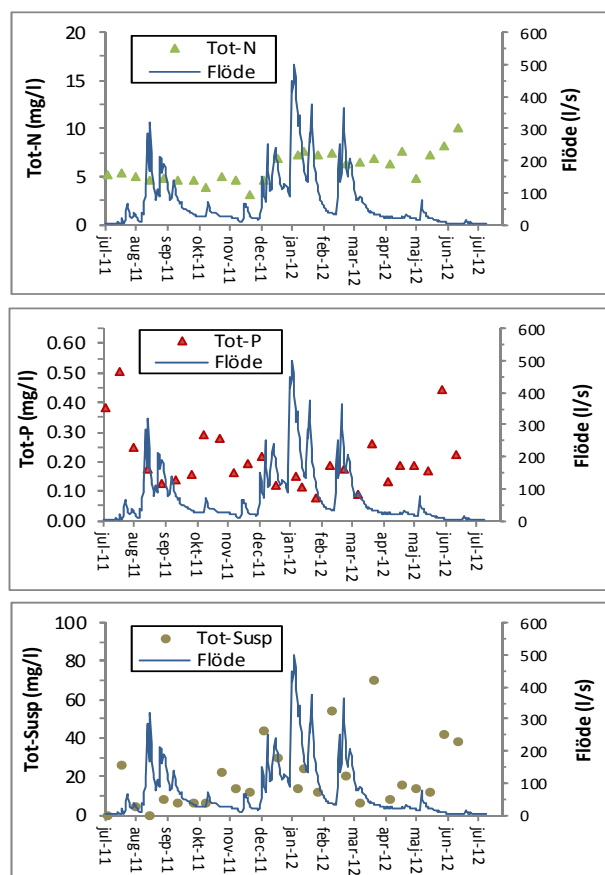 Tot-N (mg/l)
20
15
10
5
0
Tot-N
Flöde
600
500
400
300
200
100
0
Flöde (l/s)
jul-11
aug-11
sep-11
okt-11
nov-11
dec-11
jan-12
feb-12
mar-12
apr-12
maj-12
jun-12
jul-12
Tot-P (mg/l)
0.60
0.50
0.40
0.30
0.20
0.10
0.00
Tot-P
Flöde
600
500
400
300
200
100
0
Flöde (l/s)
jul-11
aug-11
sep-11
okt-11
nov-11
dec-11
jan-12
feb-12
mar-12
apr-12
maj-12
jun-12
jul-12
Tot-Susp (mg/l)
100
80
60
40
20
0
Tot-Susp
Flöde
600
500
400
300
200
100
0
Flöde (l/s)
jul-11
aug-11
sep-11
okt-11
nov-11
dec-11
jan-12
feb-12
mar-12
apr-12
maj-12
jun-12
jul-12